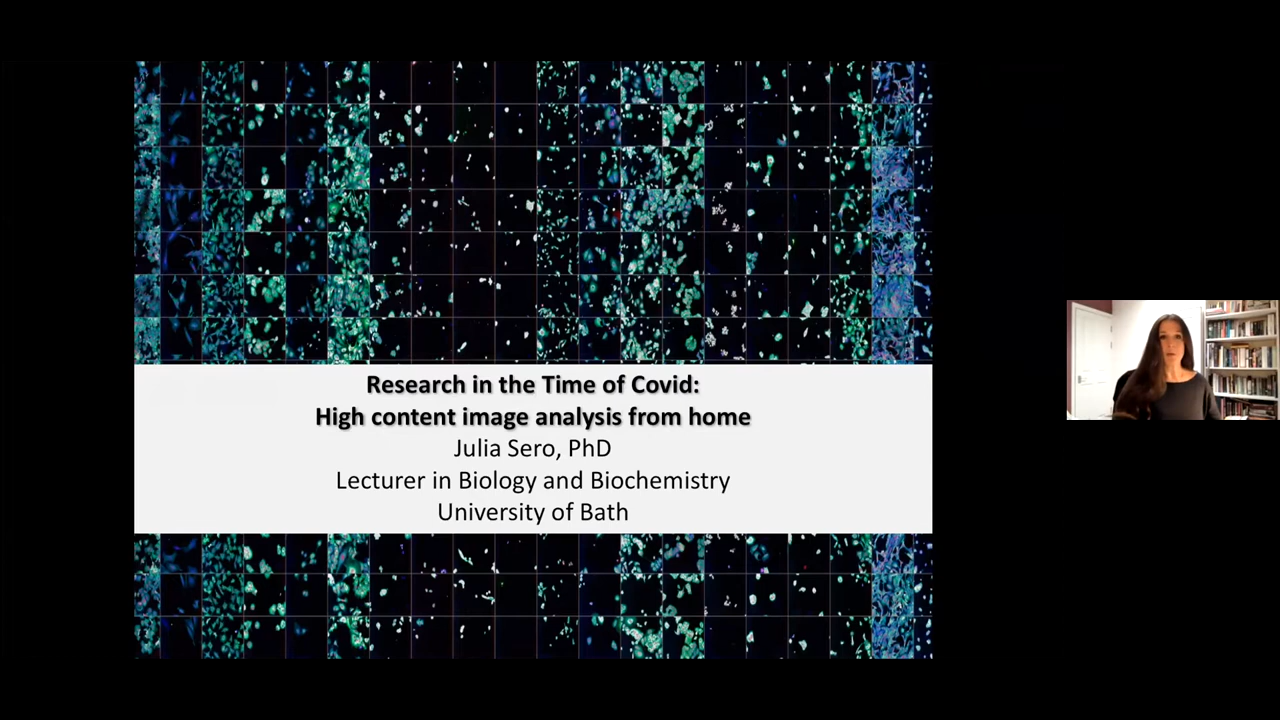 Research in the Time of Covid:
High content image analysis from home
Julia Sero, PhD
Lecturer in Biology and Biochemistry
University of Bath